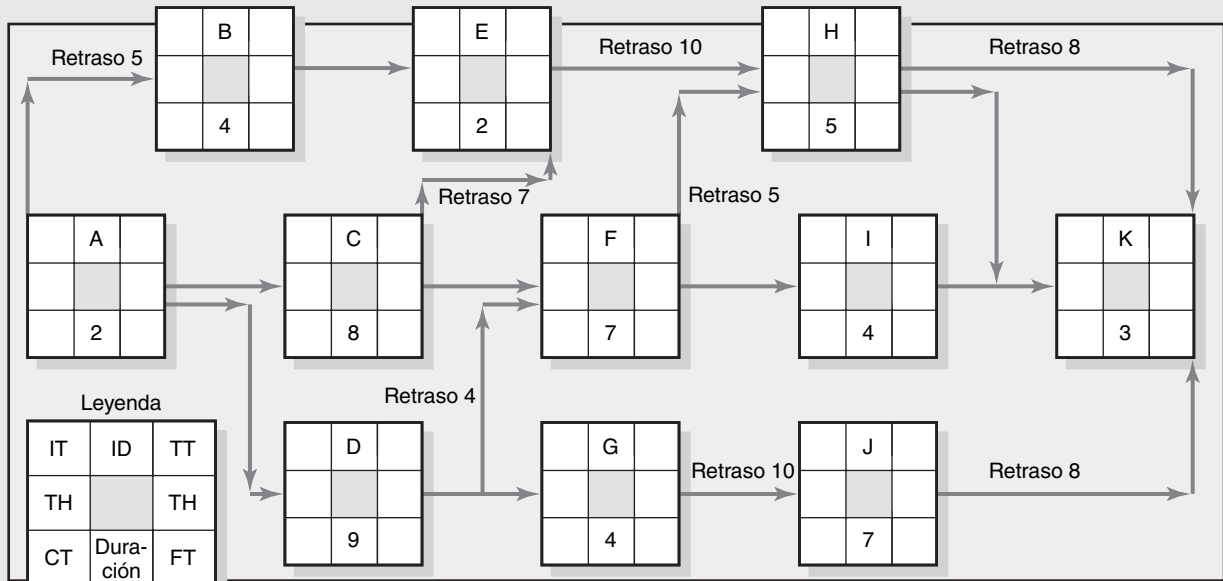 B
E
H
Retraso 5
Retraso 10
Retraso 8
4
2
5
Retraso 7
Retraso 5
A
C
F
I
K
2
8
7
4
3
Retraso 4
Leyenda
IT
ID
TT
TH
TH
CT
Dura-
ción
FT
D
G
J
Retraso 10
Retraso 8
9
4
7